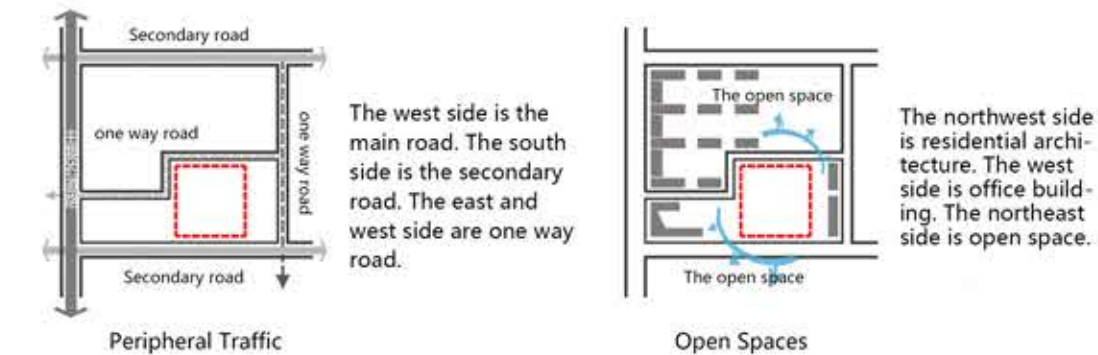 Secondary road
one way road
one way road
Secondary road
The west side is the
main road. The south
side is the secondary
road. The east and
west side are one way
road.
Peripheral Traffic
The open space
The open space
The northwest side
is residential archi-
tecture. The west
side is office build-
ing. The northeast
side is open space.
Open Spaces